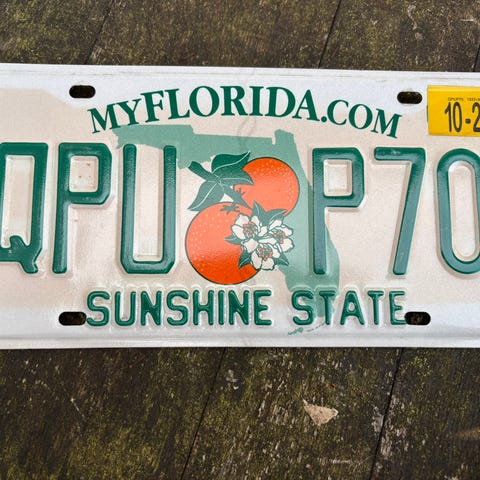 MYFLORIDA.COM
10-2
QPU P70
SUNSHINE STATE